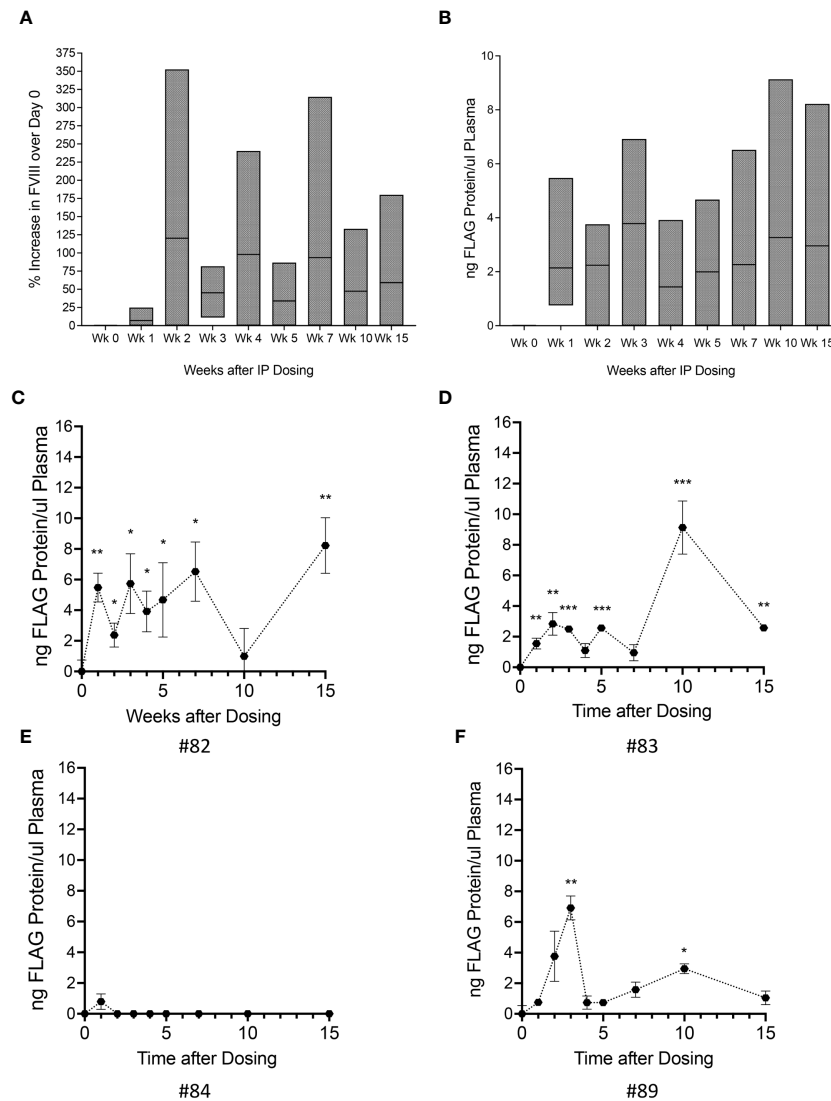 A
B
% Increase in FVIII over Day 0
375
350
325
300
275
250
225
200
175
150
125
100
75
50
25
0
Wk 0 Wk 1 Wk 2 Wk 3 Wk 4 Wk 5 Wk 7 Wk 10 Wk 15
Weeks after IP Dosing
ng FLAG Protein/ul PLasma
10
8
6
4
2
0
Wk 0 Wk 1 Wk 2 Wk 3 Wk 4 Wk 5 Wk 7 Wk 10 Wk 15
Weeks after IP Dosing
C
D
ng FLAG Protein/ul Plasma
16
14
12
10
8
6
4
2
0
** * * * * * **
0 5 10 15
Weeks after Dosing
#82
ng FLAG Protein/ul Plasma
16
14
12
10
8
6
4
2
0
** ** *** *** *** **
0 5 10 15
Time after Dosing
#83
E
F
ng FLAG Protein/ul Plasma
16
14
12
10
8
6
4
2
0
0 5 10 15
Time after Dosing
#84
ng FLAG Protein/ul Plasma
16
14
12
10
8
6
4
2
0
** *
0 5 10 15
Time after Dosing
#89